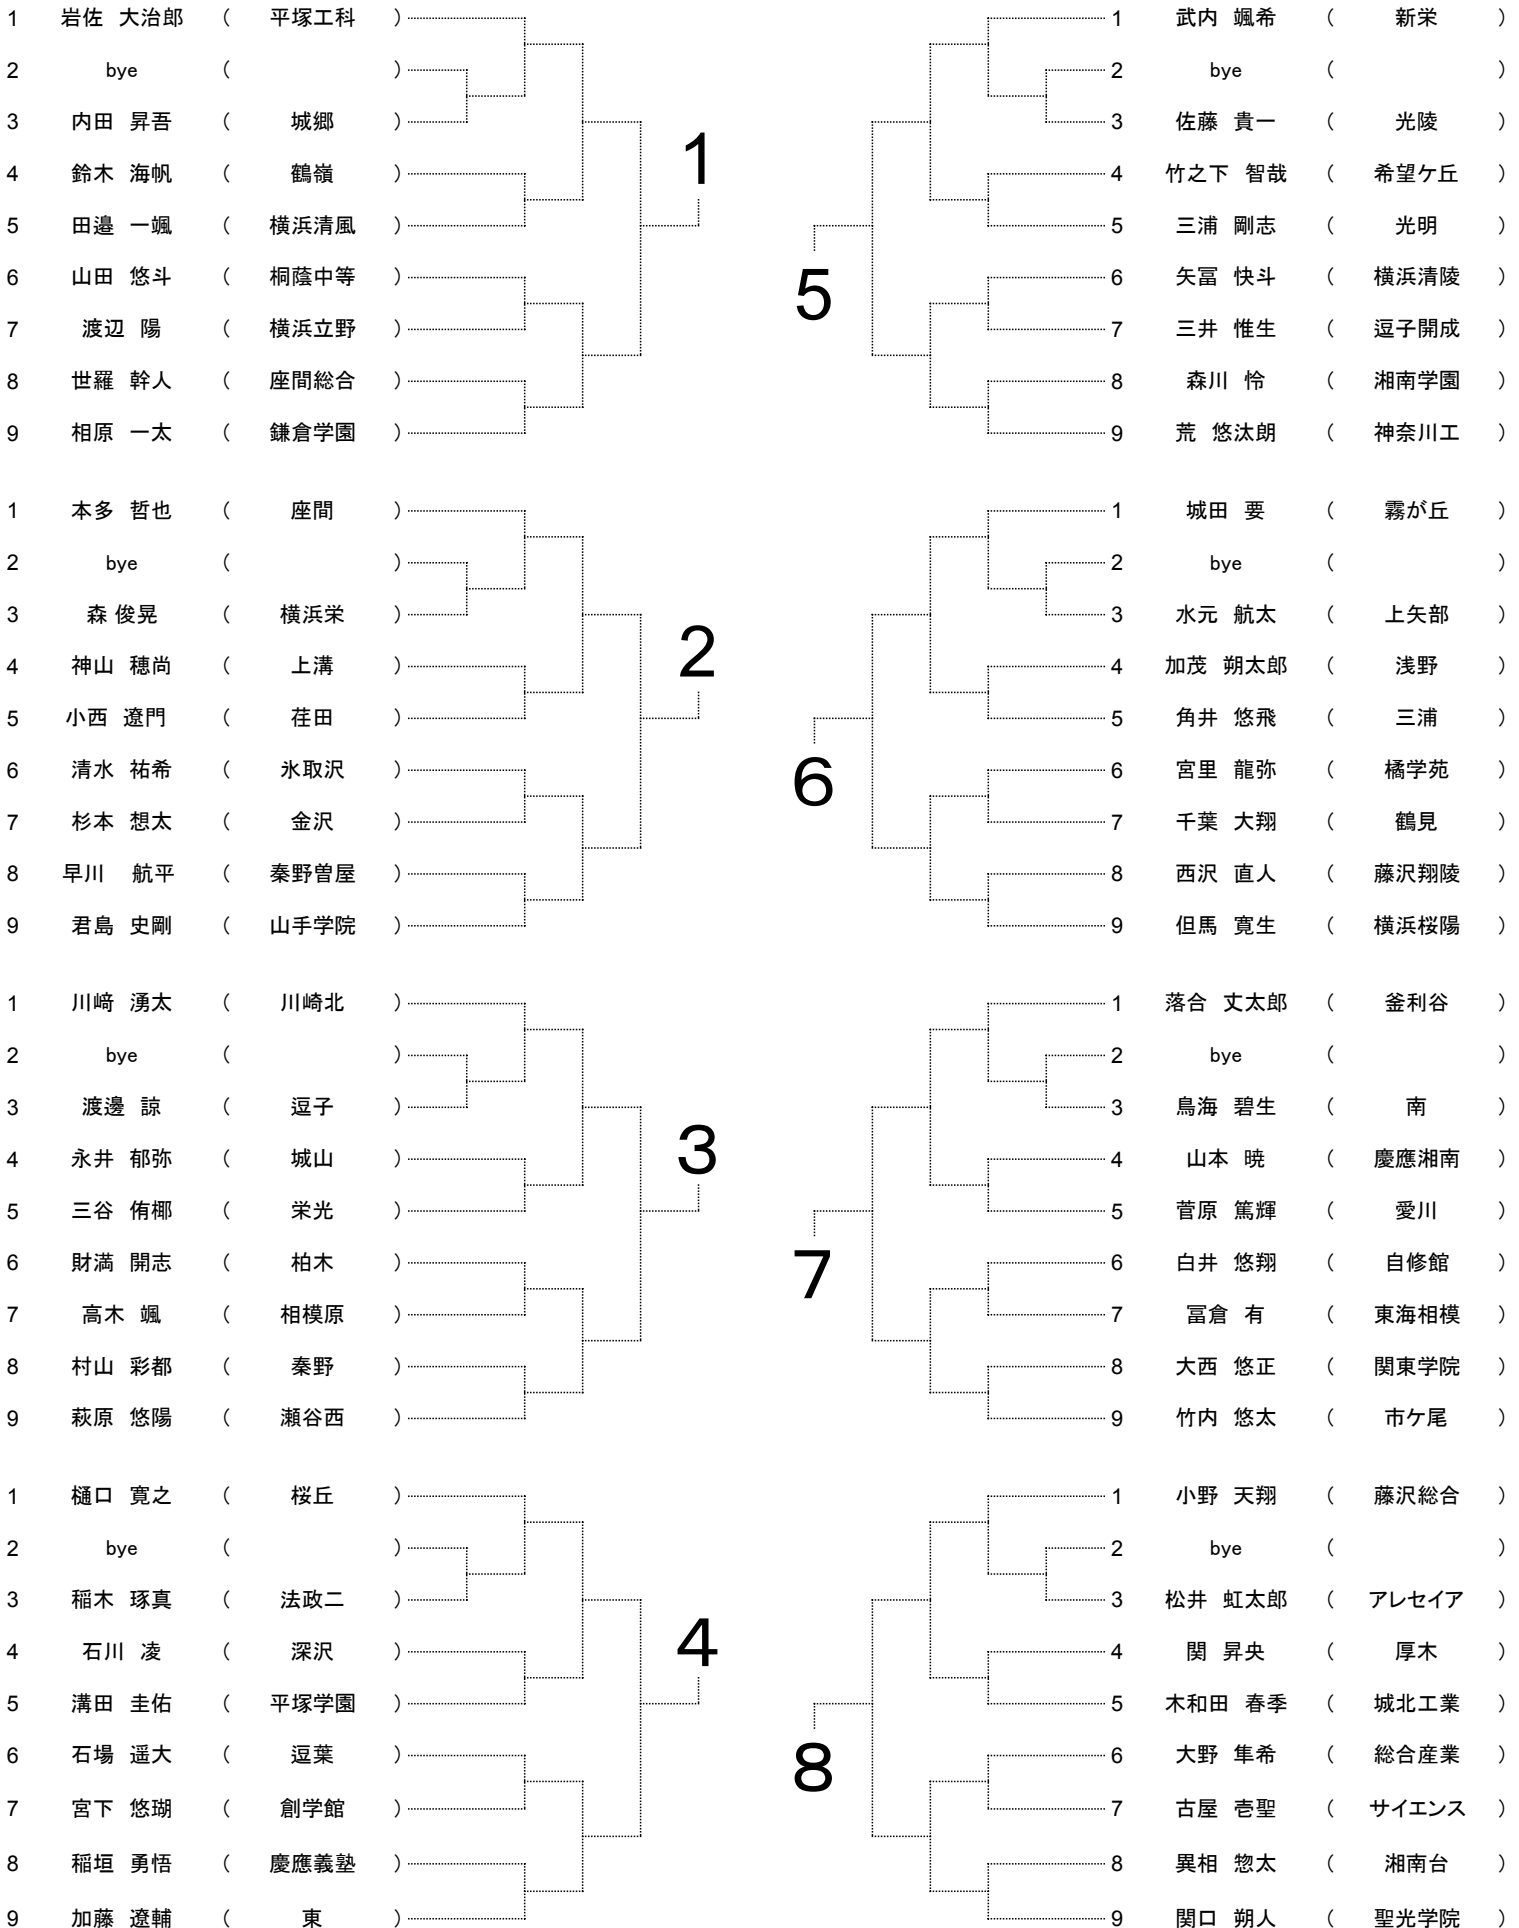 1 岩佐 大治郎 ( 平塚工科 )
2 bye ( )
3 内田 昇吾 ( 城郷 )
4 鈴木 海帆 ( 鶴嶺 )
5 田邉 一颯 ( 横浜清風 )
6 山田 悠斗 ( 桐蔭中等 )
7 渡辺 陽 ( 横浜立野 )
8 世羅 幹人 ( 座間総合 )
9 相原 一太 ( 鎌倉学園 )
1
1 本多 哲也 ( 座間 )
2 bye ( )
3 森 俊晃 ( 横浜栄 )
4 神山 穂尚 ( 上溝 )
5 小西 遼門 ( 荏田 )
6 清水 祐希 ( 氷取沢 )
7 杉本 想太 ( 金沢 )
8 早川 航平 ( 秦野曽屋 )
9 君島 史剛 ( 山手学院 )
2
1 川﨑 湧太 ( 川崎北 )
2 bye ( )
3 渡邊 諒 ( 逗子 )
4 永井 郁弥 ( 城山 )
5 三谷 侑椰 ( 栄光 )
6 財満 開志 ( 柏木 )
7 高木 颯 ( 相模原 )
8 村山 彩都 ( 秦野 )
9 萩原 悠陽 ( 瀬谷西 )
3
1 樋口 寛之 ( 桜丘 )
2 bye ( )
3 稲木 琢真 ( 法政二 )
4 石川 凌 ( 深沢 )
5 溝田 圭佑 ( 平塚学園 )
6 石場 遥大 ( 逗葉 )
7 宮下 悠瑚 ( 創学館 )
8 稲垣 勇悟 ( 慶應義塾 )
9 加藤 遼輔 ( 東 )
4
1 武内 颯希 ( 新栄 )
2 bye ( )
3 佐藤 貴一 ( 光陵 )
4 竹之下 智哉 ( 希望ケ丘 )
5 三浦 剛志 ( 光明 )
6 矢冨 快斗 ( 横浜清陵 )
7 三井 惟生 ( 逗子開成 )
8 森川 怜 ( 湘南学園 )
9 荒 悠汰朗 ( 神奈川工 )
5
1 城田 要 ( 霧が丘 )
2 bye ( )
3 水元 航太 ( 上矢部 )
4 加茂 朔太郎 ( 浅野 )
5 角井 悠飛 ( 三浦 )
6 宮里 龍弥 ( 橘学苑 )
7 千葉 大翔 ( 鶴見 )
8 西沢 直人 ( 藤沢翔陵 )
9 但馬 寛生 ( 横浜桜陽 )
6
1 落合 丈太郎 ( 釜利谷 )
2 bye ( )
3 鳥海 碧生 ( 南 )
4 山本 暁 ( 慶應湘南 )
5 菅原 篤輝 ( 愛川 )
6 白井 悠翔 ( 自修館 )
7 冨倉 有 ( 東海相模 )
8 大西 悠正 ( 関東学院 )
9 竹内 悠太 ( 市ケ尾 )
7
1 小野 天翔 ( 藤沢総合 )
2 bye ( )
3 松井 虹太郎 ( アレセイア )
4 関 昇央 ( 厚木 )
5 木和田 春季 ( 城北工業 )
6 大野 隼希 ( 総合産業 )
7 古屋 壱聖 ( サイエンス )
8 異相 惣太 ( 湘南台 )
9 関口 朔人 ( 聖光学院 )
8